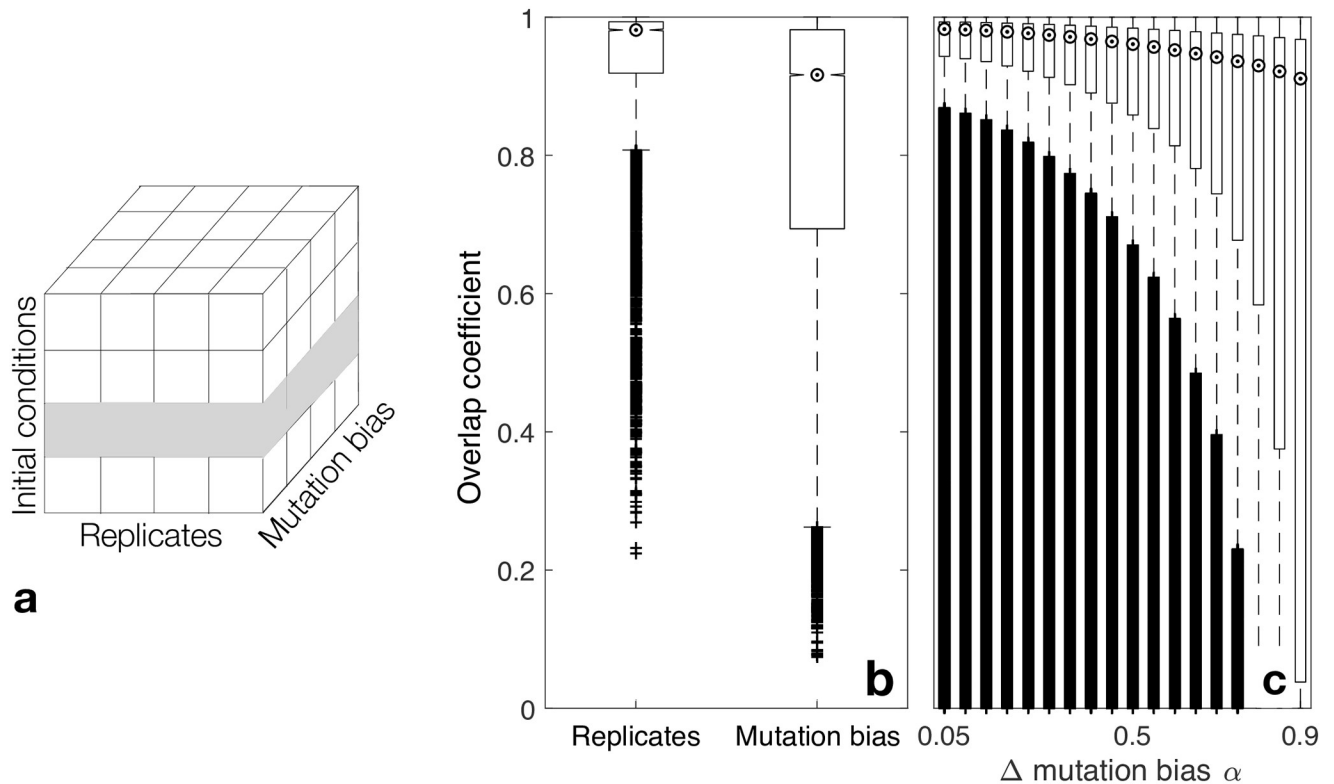 Initial conditions
Replicates
Mutation bias
a
Overlap coefficient
1
0.8
0.6
0.4
0.2
0
Replicates
Mutation bias
b
c
0.05
0.5
0.9
Δ mutation bias α